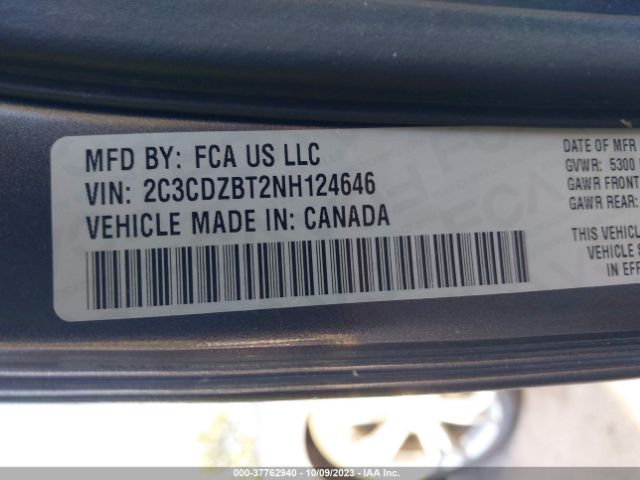 MFD BY: FCA US LLC
VIN: 2C3CDZBT2NH124646
VEHICLE MADE IN: CANADA
DATE OF MFR
GVWR: 5300
GAWR FRONT
GAWR REAR:
THIS VEHICL
VEHICLE S
IN EFF
000-37762940 - 10/09/2023 - IAA